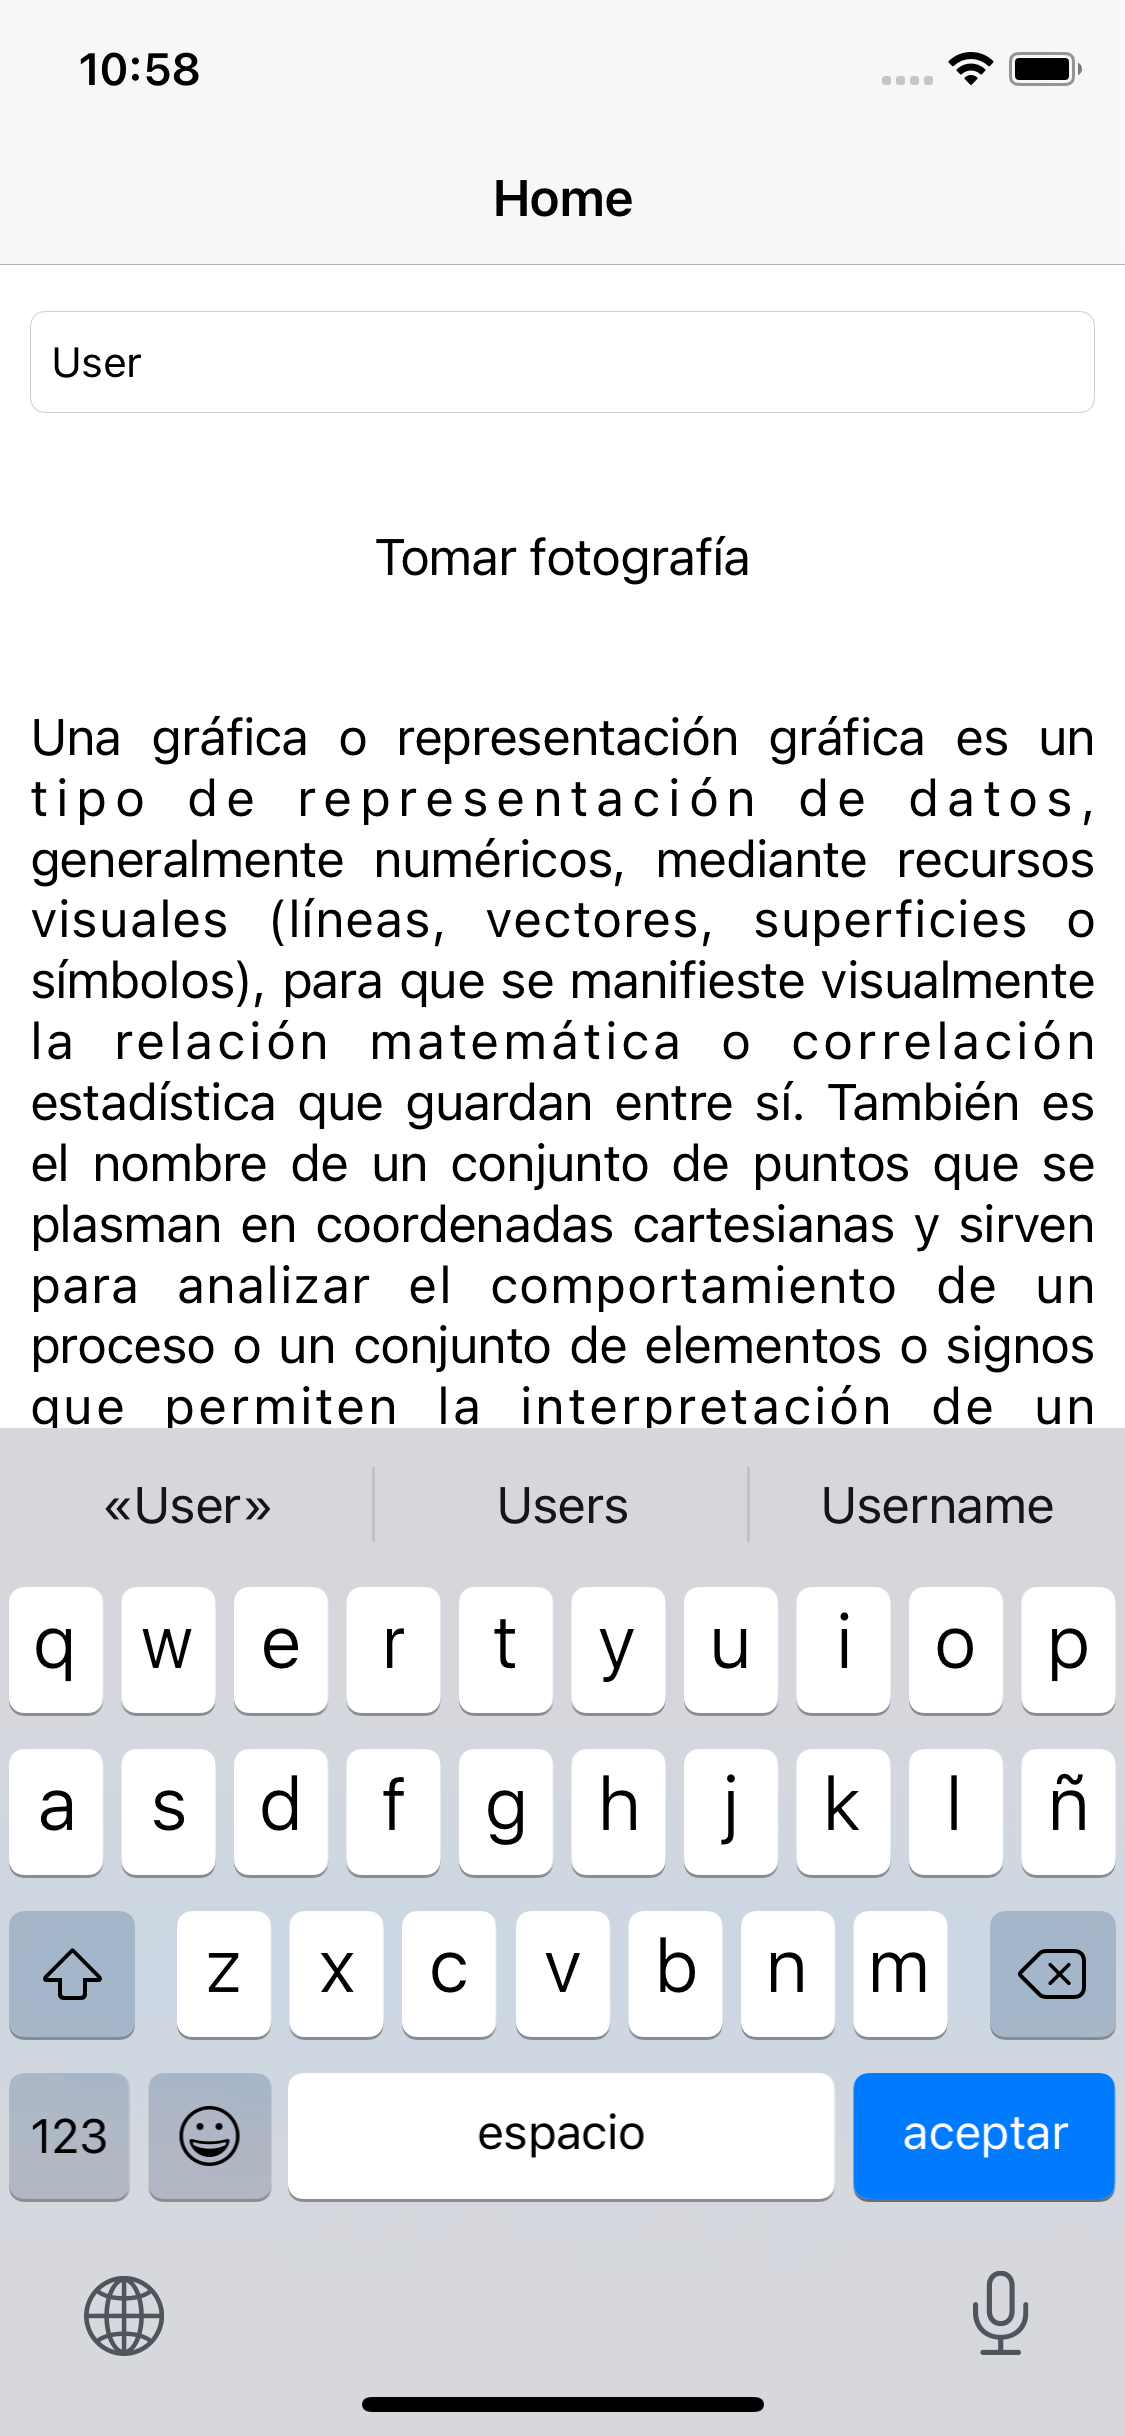 10:58
Home
User
Tomar fotografía
Una gráfica o representación gráfica es un
tipo de representación de datos,
generalmente numéricos, mediante recursos
visuales (líneas, vectores, superficies o
símbolos), para que se manifieste visualmente
la relación matemática o correlación
estadística que guardan entre sí. También es
el nombre de un conjunto de puntos que se
plasman en coordenadas cartesianas y sirven
para analizar el comportamiento de un
proceso o un conjunto de elementos o signos
que permiten la interpretación de un
«User» Users Username
q w e r t y u i o p
a s d f g h j k l ñ
z x c v b n m
123 espacio aceptar